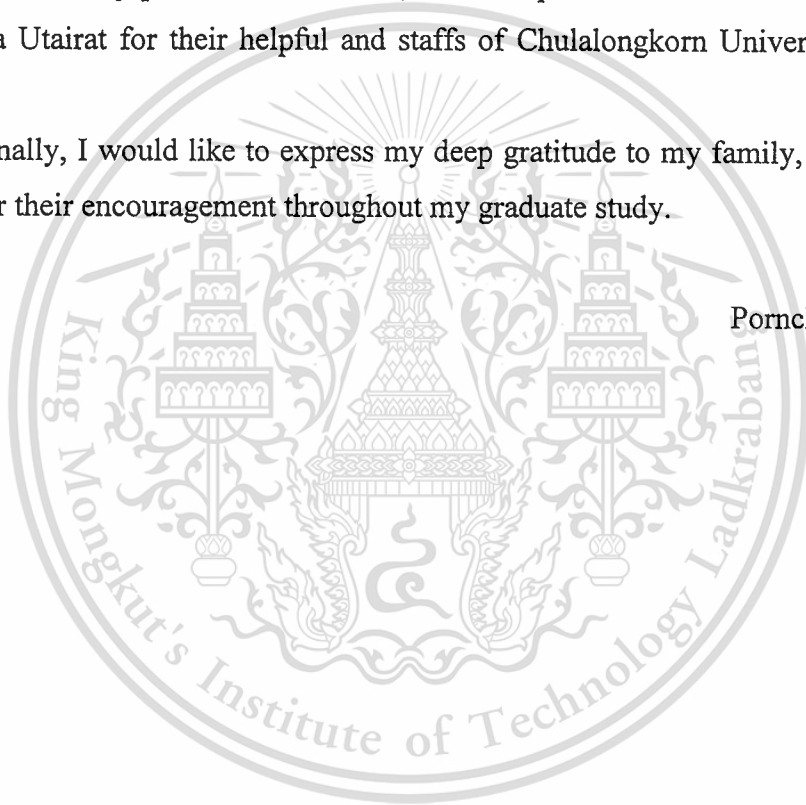 a Utairat for their helpful and staffs of Chulalongkorn Univer
nally, I would like to express my deep gratitude to my family,
r their encouragement throughout my graduate study.
Pornc
King Mongkut's Institute of Technology Ladkrabang